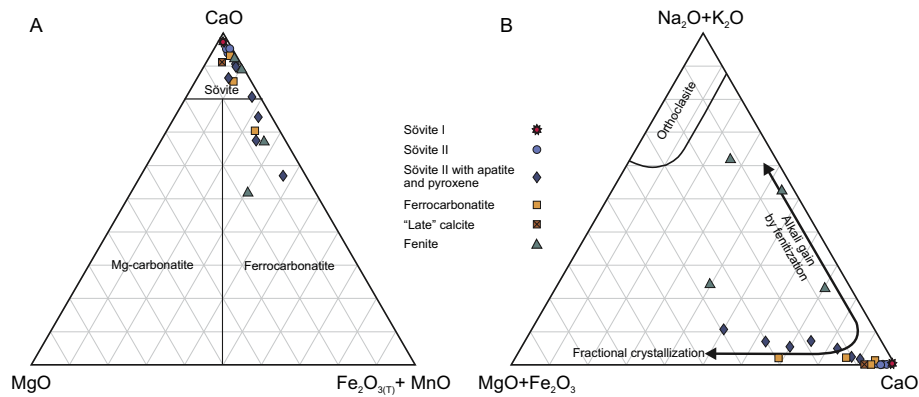 A
CaO
Sövite
Mg-carbonatite
Ferrocarbonatite
MgO
Fe₂O₃₍T₎+ MnO
Sövite I
Sövite II
Sövite II with apatite
and pyroxene
Ferrocarbonatite
“Late” calcite
Fenite
B
Na₂O+K₂O
Orthoclasite
Alkali gain
by fenitization
Fractional crystallization
MgO+Fe₂O₃
CaO